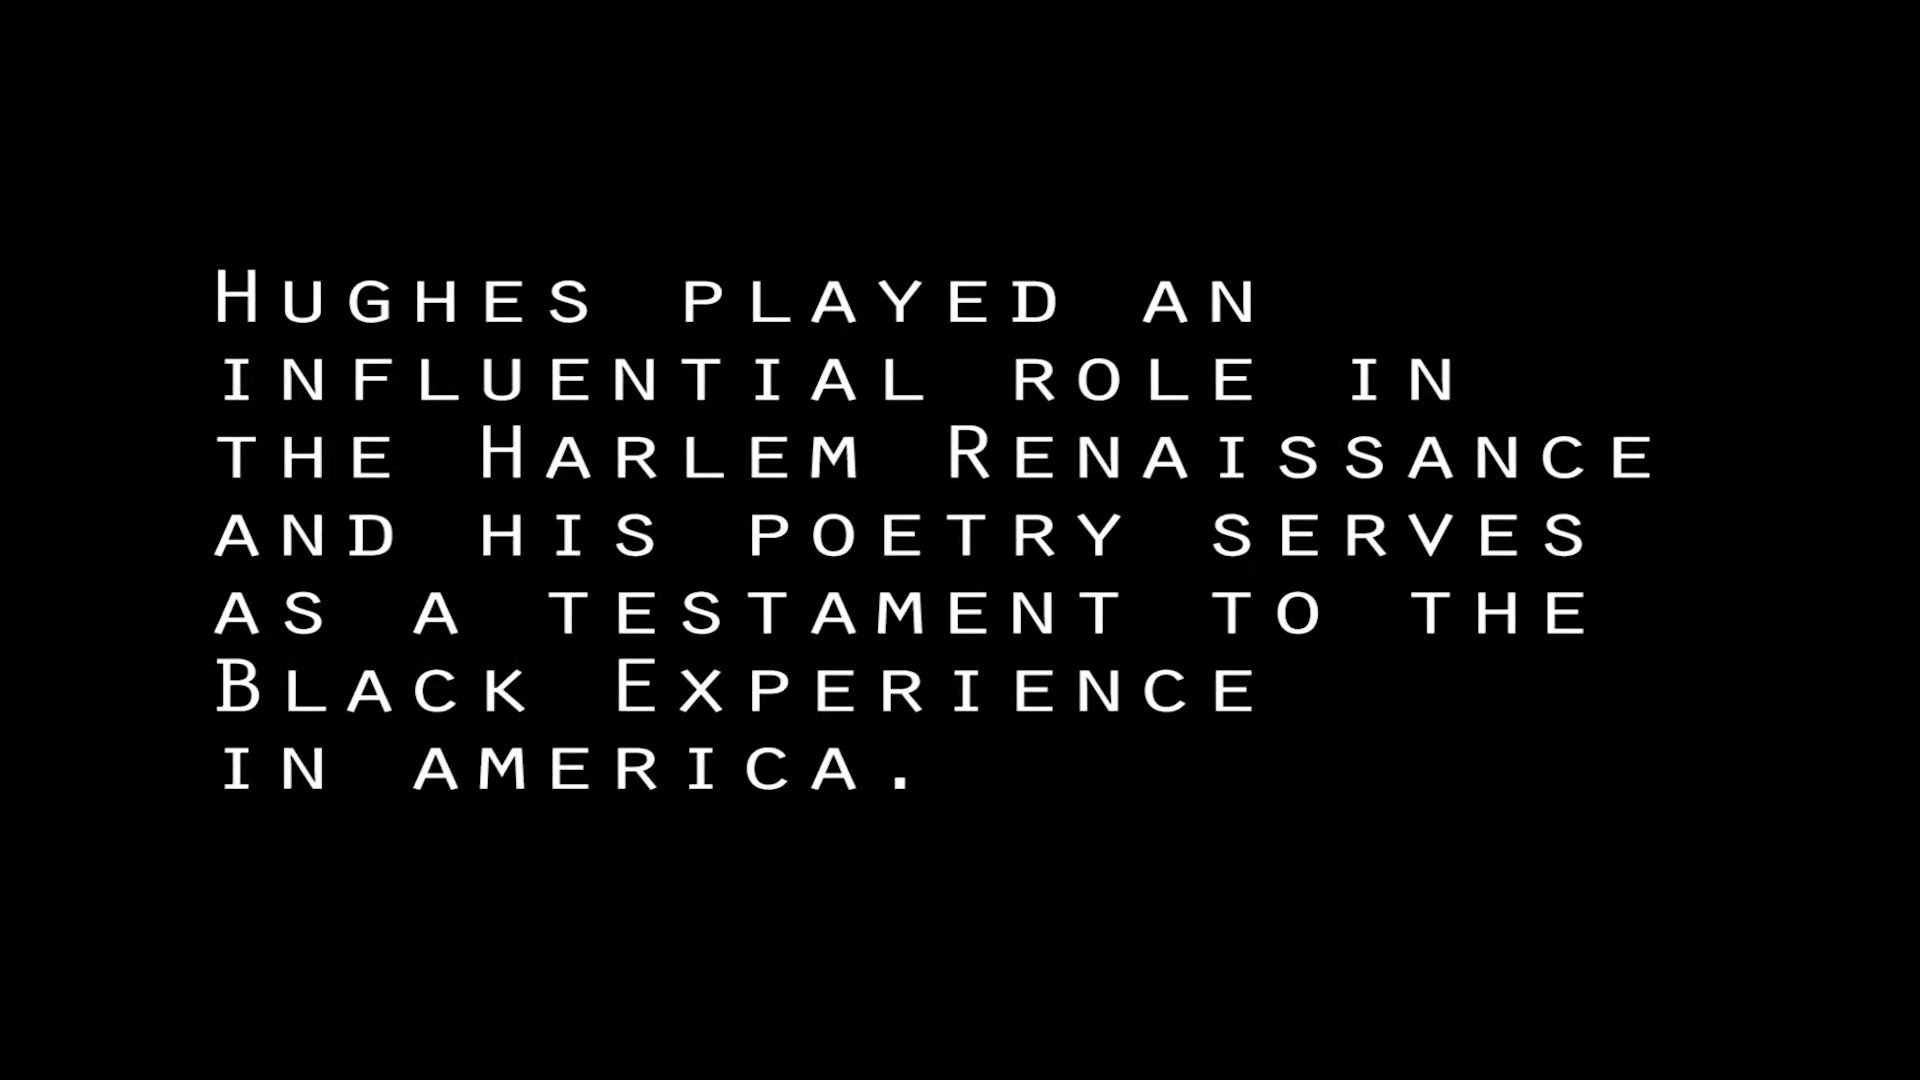 Hughes played an
influential role in
the Harlem Renaissance
and his poetry serves
as a testament to the
Black Experience
in america.